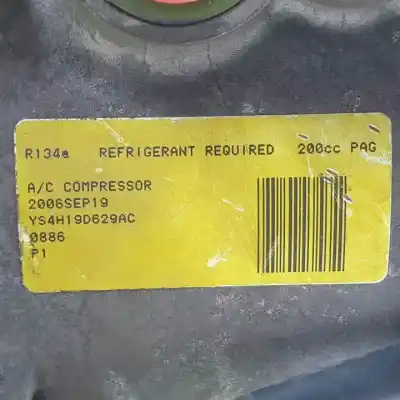 R134a REFRIGERANT REQUIRED 200cc PAG
A/C COMPRESSOR
2006SEP19
YS4H19D629AC
0886
P1